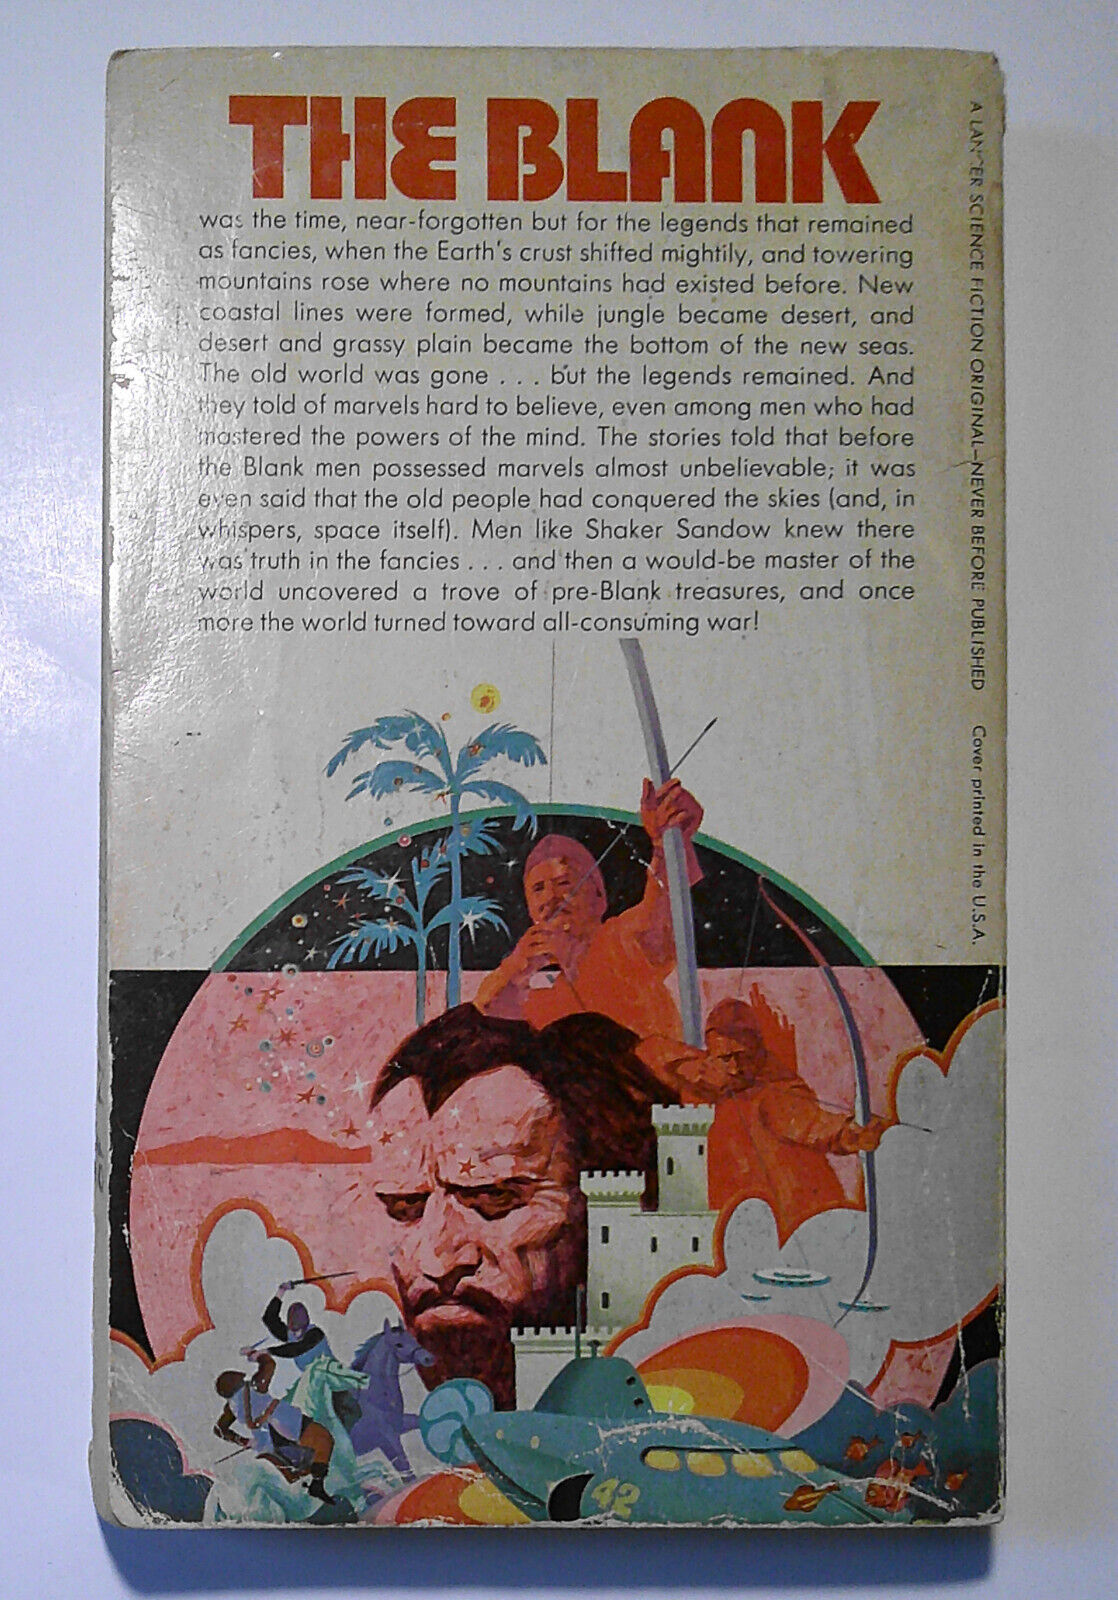 THE BLANK
was the time, near-forgotten but for the legends that remained
as fancies, when the Earth's crust shifted mightily, and towering
mountains rose where no mountains had existed before. New
coastal lines were formed, while jungle became desert, and
desert and grassy plain became the bottom of the new seas.
The old world was gone . . . but the legends remained. And
they told of marvels hard to believe, even among men who had
mastered the powers of the mind. The stories told that before
the Blank men possessed marvels almost unbelievable; it was
even said that the old people had conquered the skies (and, in
whispers, space itself). Men like Shaker Sandow knew there
was truth in the fancies . . . and then a would-be master of the
world uncovered a trove of pre-Blank treasures, and once
more the world turned toward all-consuming war!
A LANCER SCIENCE FICTION ORIGINAL—NEVER BEFORE PUBLISHED Cover printed in the U.S.A.
42